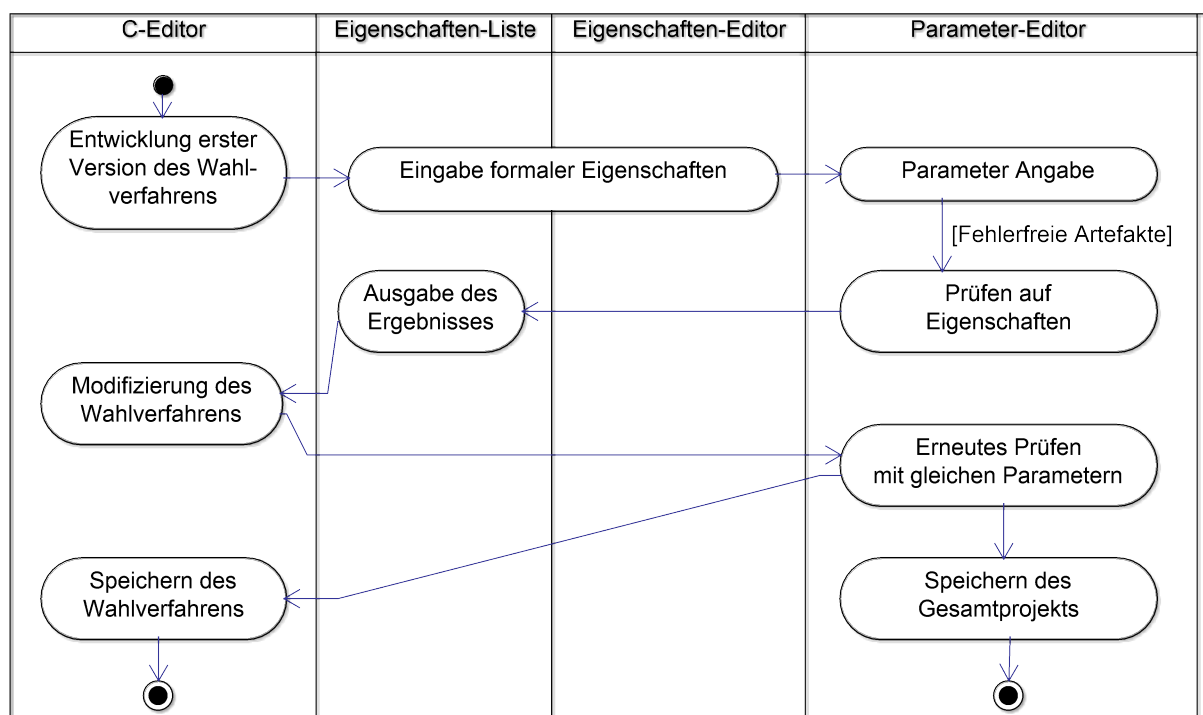 C-Editor
Eigenschaften-Liste
Eigenschaften-Editor
Parameter-Editor
Entwicklung erster
Version des Wahl-
verfahrens
Eingabe formaler Eigenschaften
Parameter Angabe
[Fehlerfreie Artefakte]
Prüfen auf
Eigenschaften
Ausgabe des
Ergebnisses
Modifizierung des
Wahlverfahrens
Erneutes Prüfen
mit gleichen Parametern
Speichern des
Wahlverfahrens
Speichern des
Gesamtprojekts